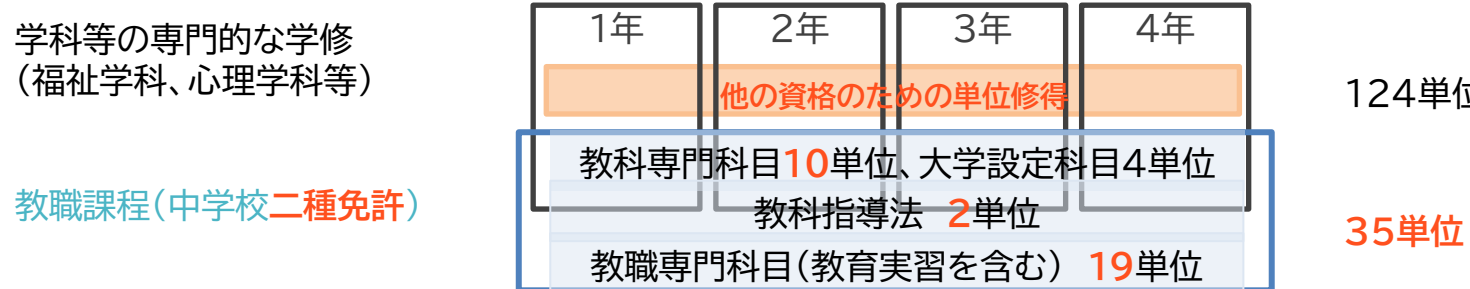 学科等の専門的な学修
（福祉学科、心理学科等）
1年 2年 3年 4年
他の資格のための単位修得
124単位
教科専門科目10単位、大学設定科目4単位
教職課程（中学校二種免許）
教科指導法 2単位
35単位
教職専門科目（教育実習を含む） 19単位